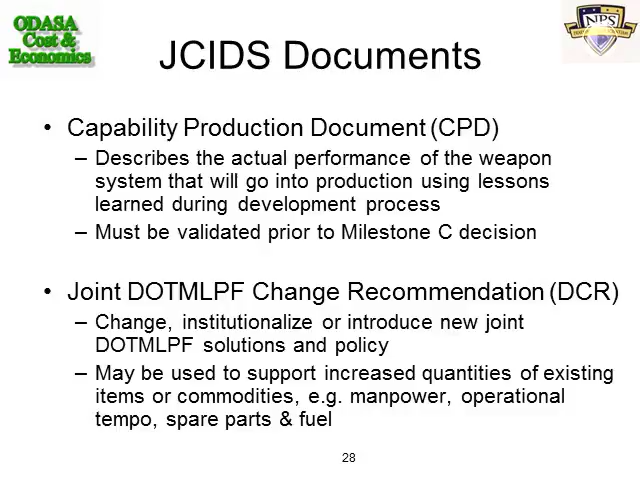 ODASA
Cost &
Economics
NPS
JCIDS Documents
• Capability Production Document (CPD)
– Describes the actual performance of the weapon
system that will go into production using lessons
learned during development process
– Must be validated prior to Milestone C decision
• Joint DOTMLPF Change Recommendation (DCR)
– Change, institutionalize or introduce new joint
DOTMLPF solutions and policy
– May be used to support increased quantities of existing
items or commodities, e.g. manpower, operational
tempo, spare parts & fuel
28